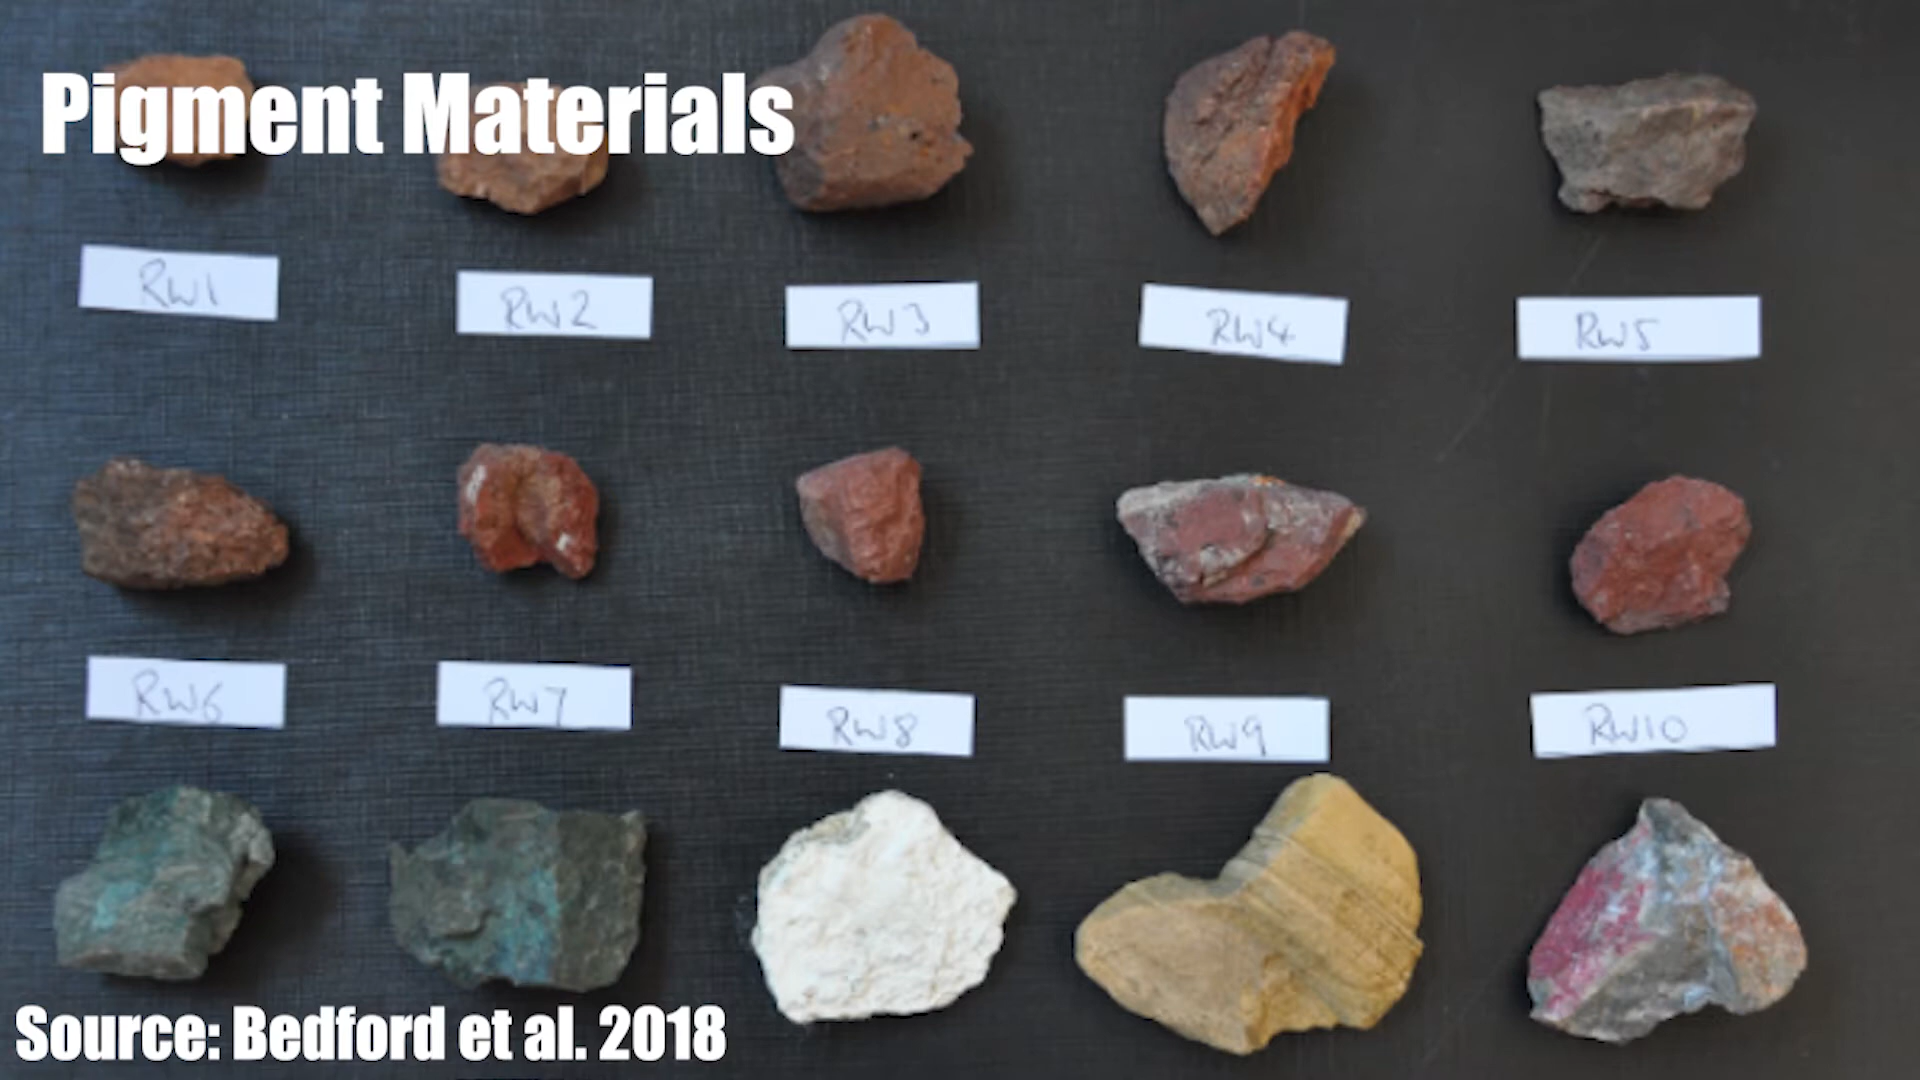 Pigment Materials
RW1
RW2
RW3
RW4
RW5
RW6
RW7
RW8
RW9
RW10
Source: Bedford et al. 2018